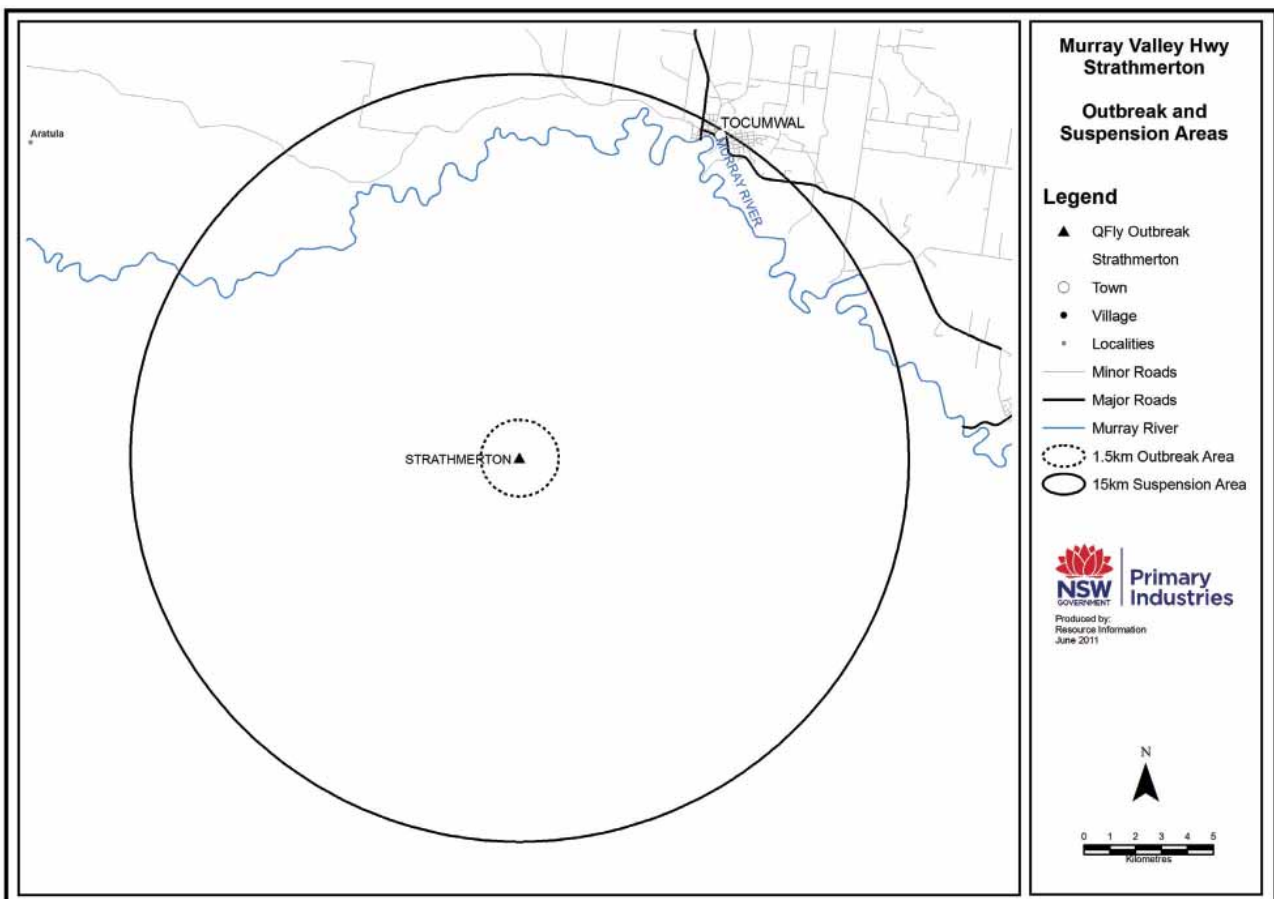 Aratula
TOCUMWAL
MURRAY RIVER
STRATHMERTON
Murray Valley Hwy
Strathmerton
Outbreak and
Suspension Areas
Legend
QFly Outbreak
Strathmerton
Town
Village
Localities
Minor Roads
Major Roads
Murray River
1.5km Outbreak Area
15km Suspension Area
NSW
GOVERNMENT
Primary
Industries
Produced by:
Resource Information
June 2011
N
0 1 2 3 4 5
Kilometres